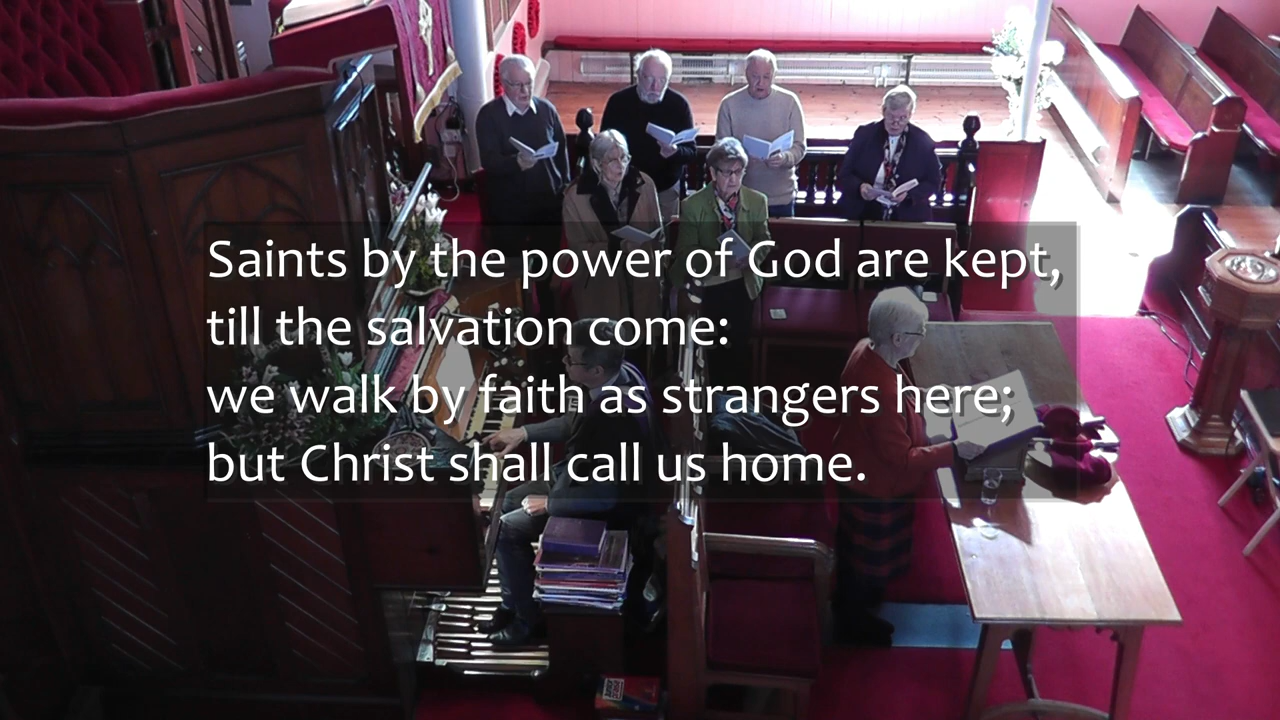 Saints by the power of God are kept,
till the salvation come:
we walk by faith as strangers here;
but Christ shall call us home.